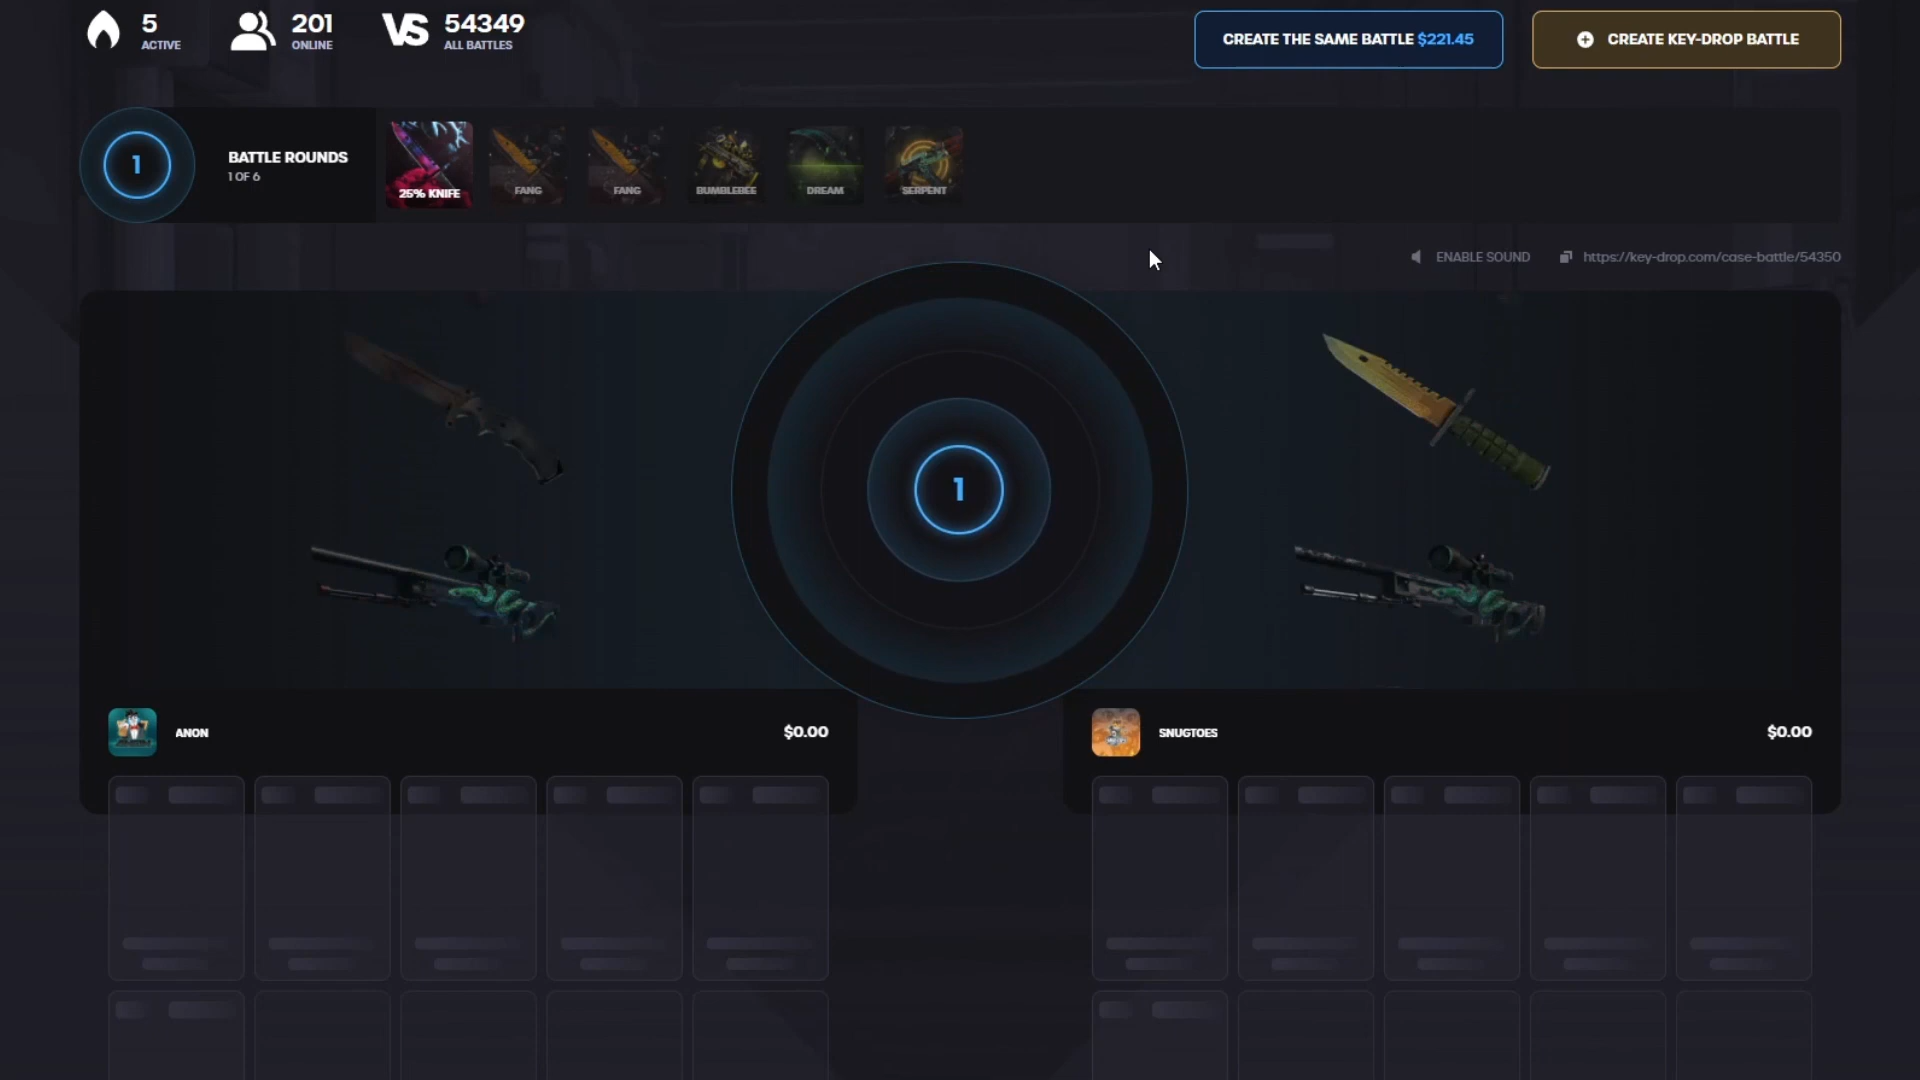 5
ACTIVE
201
ONLINE
VS
54349
ALL BATTLES
CREATE THE SAME BATTLE $221.45
CREATE KEY-DROP BATTLE
1
BATTLE ROUNDS
1 OF 6
25% KNIFE
FANG
FANG
BUMBLEBEE
DREAM
SERPENT
ENABLE SOUND
https://key-drop.com/case-battle/54350
1
ANON
$0.00
SNUGTOES
$0.00